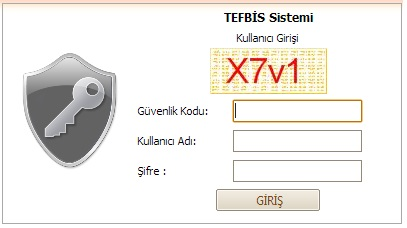 TEFBİS Sistemi
Kullanıcı Girişi
X7v1
Güvenlik Kodu:
Kullanıcı Adı:
Şifre :
GİRİŞ